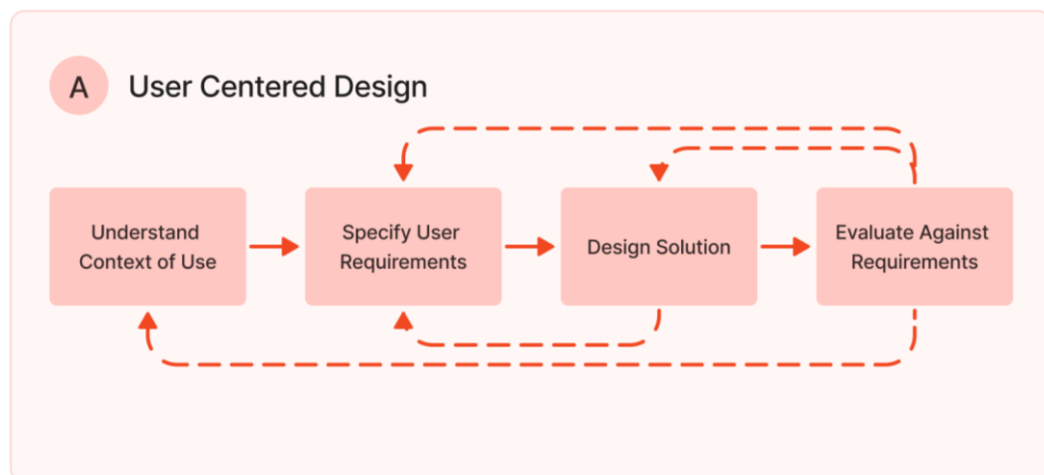 A
User Centered Design
Understand
Context of Use
Specify User
Requirements
Design Solution
Evaluate Against
Requirements